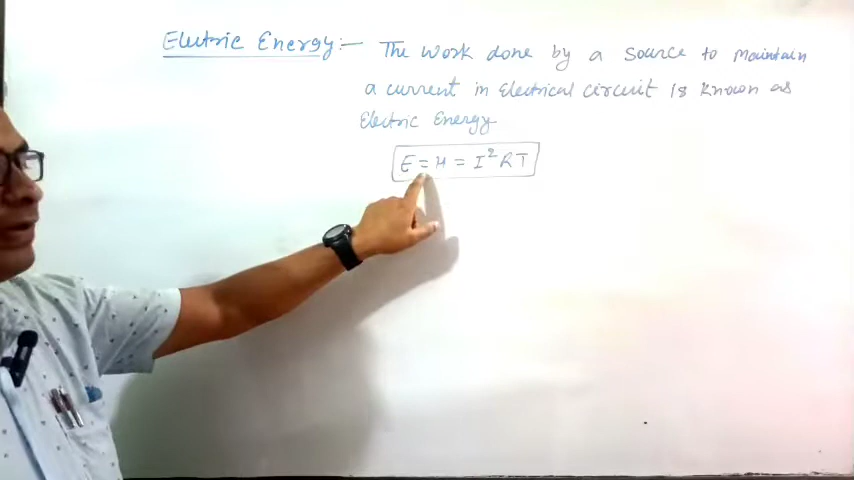 Electric Energy:- The work done by a source to maintain
a current in Electrical circuit is known as
Electric Energy
E = H = I²RT